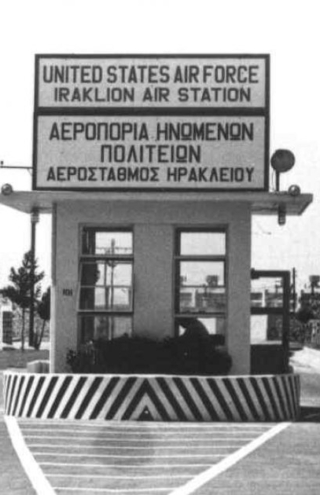 UNITED STATES AIR FORCE
IRAKLION AIR STATION
ΑΕΡΟΠΟΡΙΑ ΗΝΩΜΕΝΩΝ
ΠΟΛΙΤΕΙΩΝ
ΑΕΡΟΣΤΑΘΜΟΣ ΗΡΑΚΛΕΙΟΥ